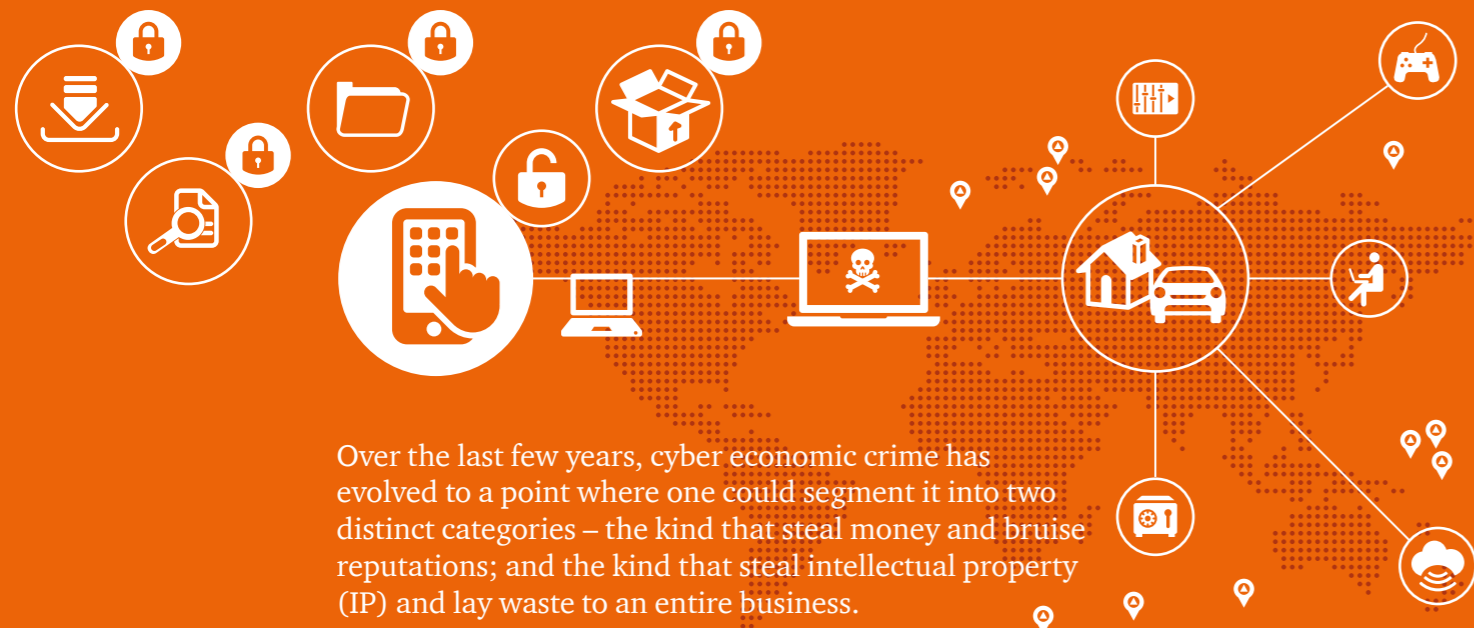 Over the last few years, cyber economic crime has
evolved to a point where one could segment it into two
distinct categories – the kind that steal money and bruise
reputations; and the kind that steal intellectual property
(IP) and lay waste to an entire business.